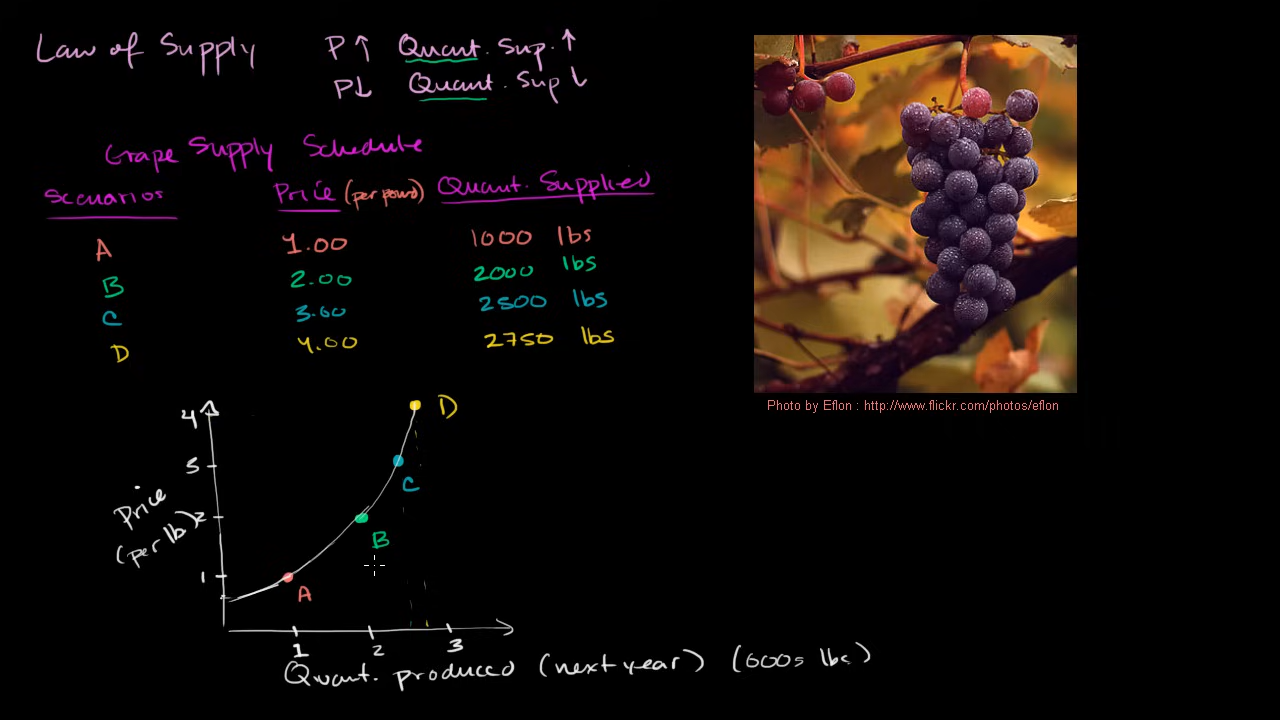 Law of Supply P↑ Quant. Sup. ↑
P↓ Quant. Sup ↓
Grape Supply Schedule
Scenarios Price (per pound) Quant. Supplied
A 1.00 1000 lbs
B 2.00 2000 lbs
C 3.00 2500 lbs
D 4.00 2750 lbs
Photo by Eflon : http://www.flickr.com/photos/eflon
4 D
3
C
Price
(per lb)
2
B
1
A
1 2 3
Quant. produced (next year) (000s lbs)